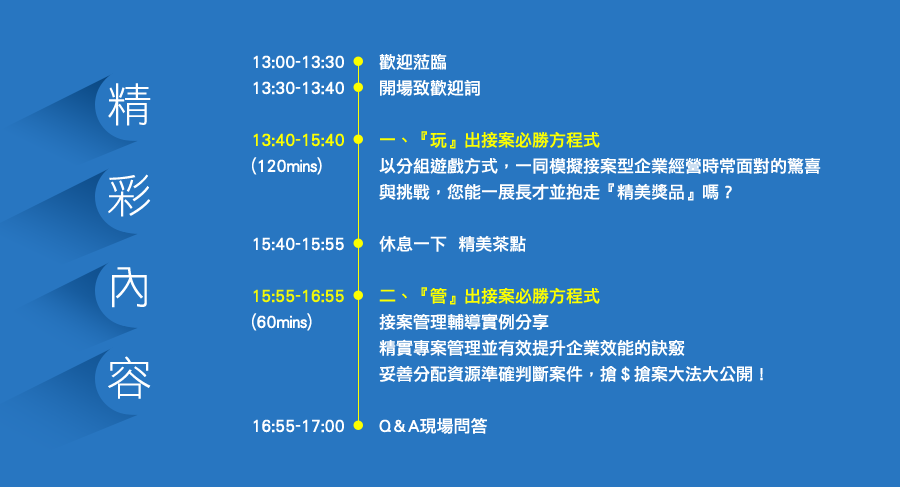 精彩內容
13:00-13:30 歡迎蒞臨
13:30-13:40 開場致歡迎詞
13:40-15:40 一、『玩』出接案必勝方程式
(120mins) 以分組遊戲方式，一同模擬接案型企業經營時常面對的驚喜
與挑戰，您能一展長才並抱走『精美獎品』嗎？
15:40-15:55 休息一下 精美茶點
15:55-16:55 二、『管』出接案必勝方程式
(60mins) 接案管理輔導實例分享
精實專案管理並有效提升企業效能的訣竅
妥善分配資源準確判斷案件，搶＄搶案大法大公開！
16:55-17:00 Q＆A現場問答